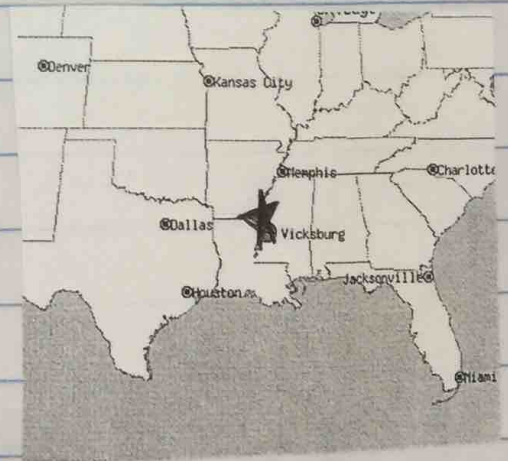 Denver
Kansas City
Memphis
Charlotte
Dallas
Vicksburg
Jacksonville
Houston
Miami